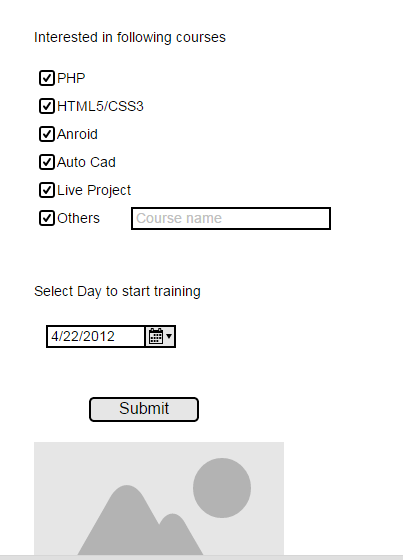 Interested in following courses
PHP
HTML5/CSS3
Anroid
Auto Cad
Live Project
Others Course name
Select Day to start training
4/22/2012
Submit